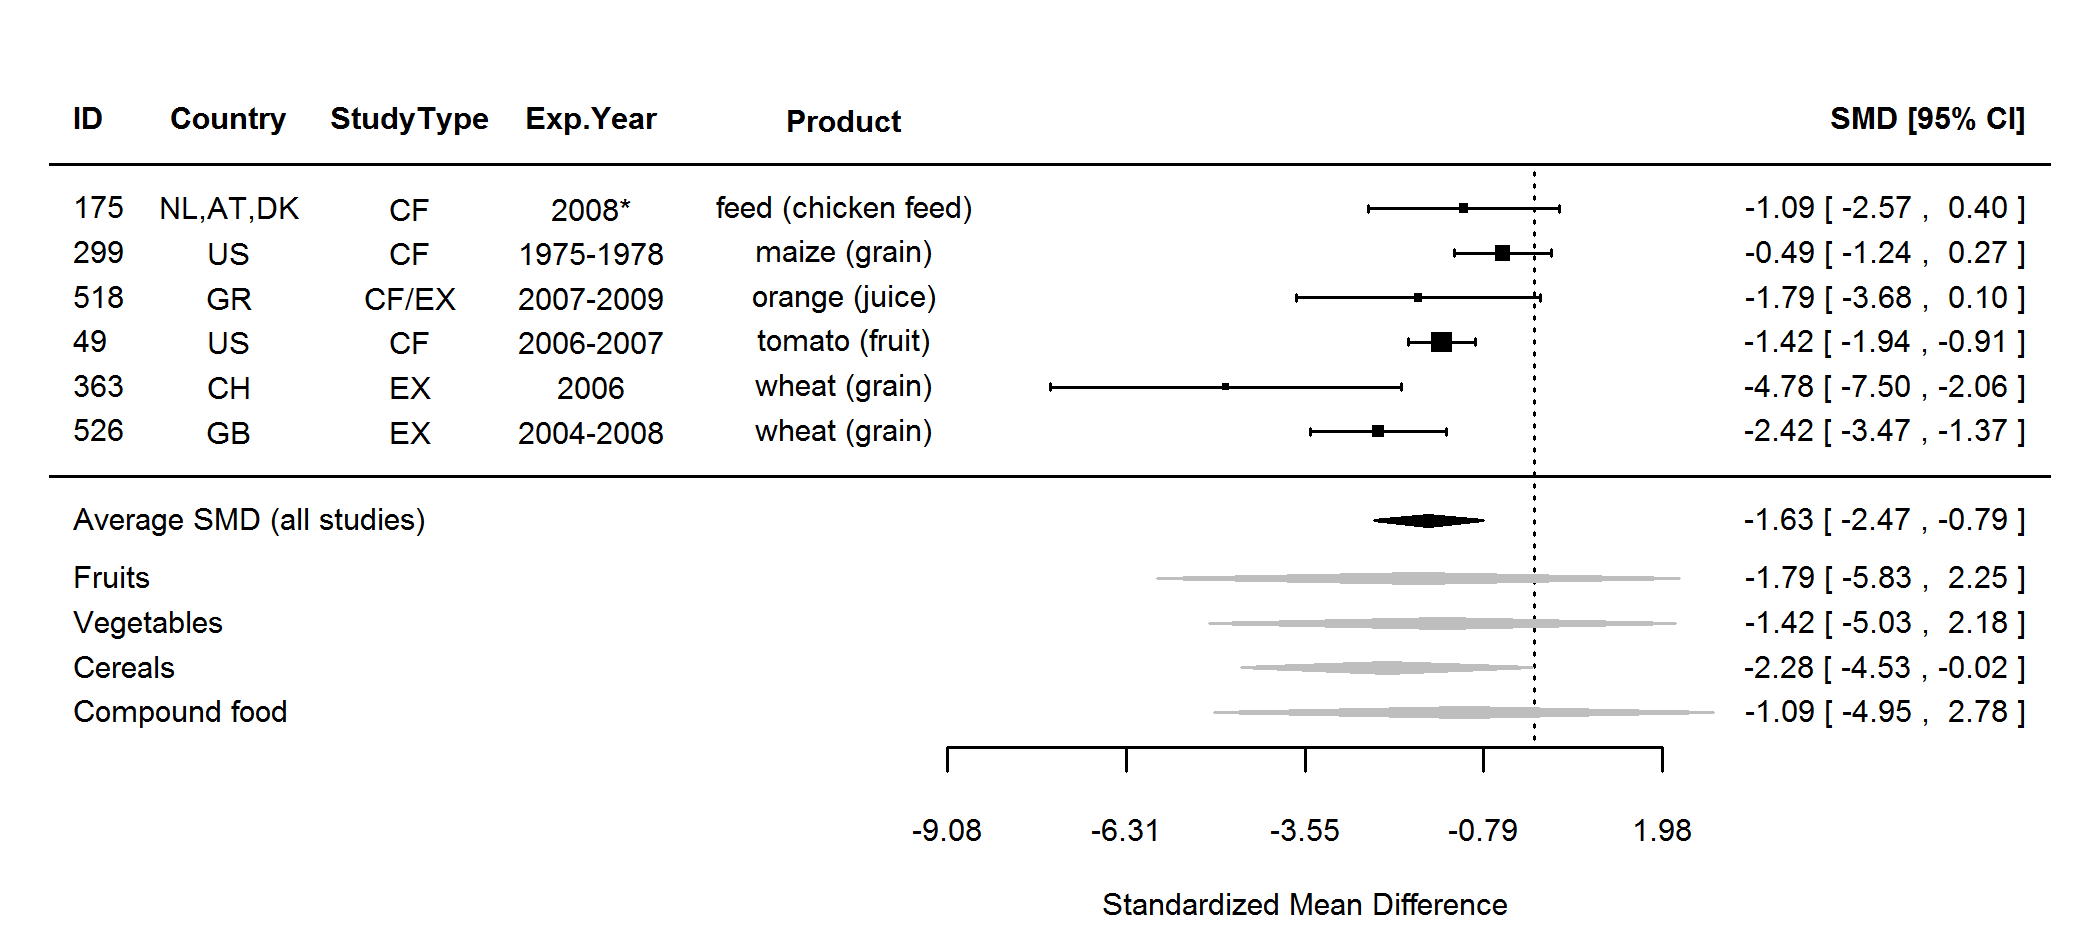 ID Country StudyType Exp.Year Product SMD [95% CI]
175 NL,AT,DK CF 2008* feed (chicken feed) -1.09 [ -2.57 , 0.40 ]
299 US CF 1975-1978 maize (grain) -0.49 [ -1.24 , 0.27 ]
518 GR CF/EX 2007-2009 orange (juice) -1.79 [ -3.68 , 0.10 ]
49 US CF 2006-2007 tomato (fruit) -1.42 [ -1.94 , -0.91 ]
363 CH EX 2006 wheat (grain) -4.78 [ -7.50 , -2.06 ]
526 GB EX 2004-2008 wheat (grain) -2.42 [ -3.47 , -1.37 ]
Average SMD (all studies) -1.63 [ -2.47 , -0.79 ]
Fruits -1.79 [ -5.83 , 2.25 ]
Vegetables -1.42 [ -5.03 , 2.18 ]
Cereals -2.28 [ -4.53 , -0.02 ]
Compound food -1.09 [ -4.95 , 2.78 ]
-9.08 -6.31 -3.55 -0.79 1.98
Standardized Mean Difference